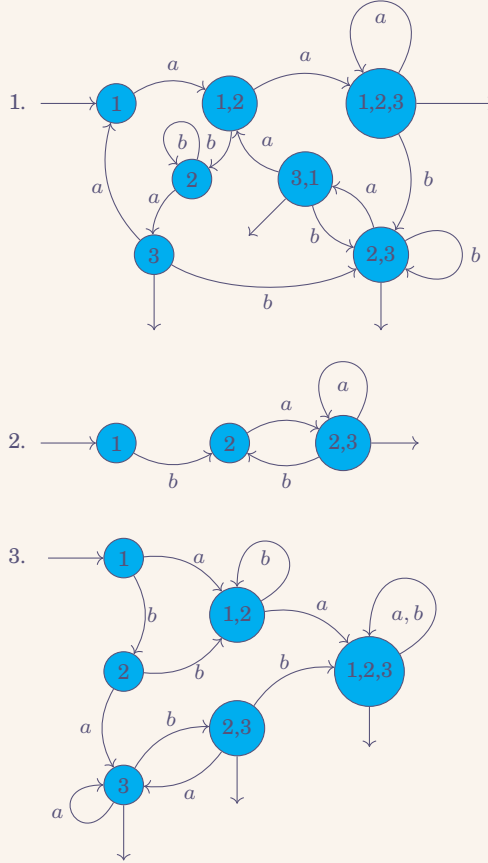 a
1. 1 a 1,2 a 1,2,3
b b a
2 3,1 b
a a
a b
3 2,3 b
b
a
2. 1 2 a 2,3
b b
3. 1 a b
1,2 a
b a, b
2 b b 1,2,3
a b 2,3
3 a
a